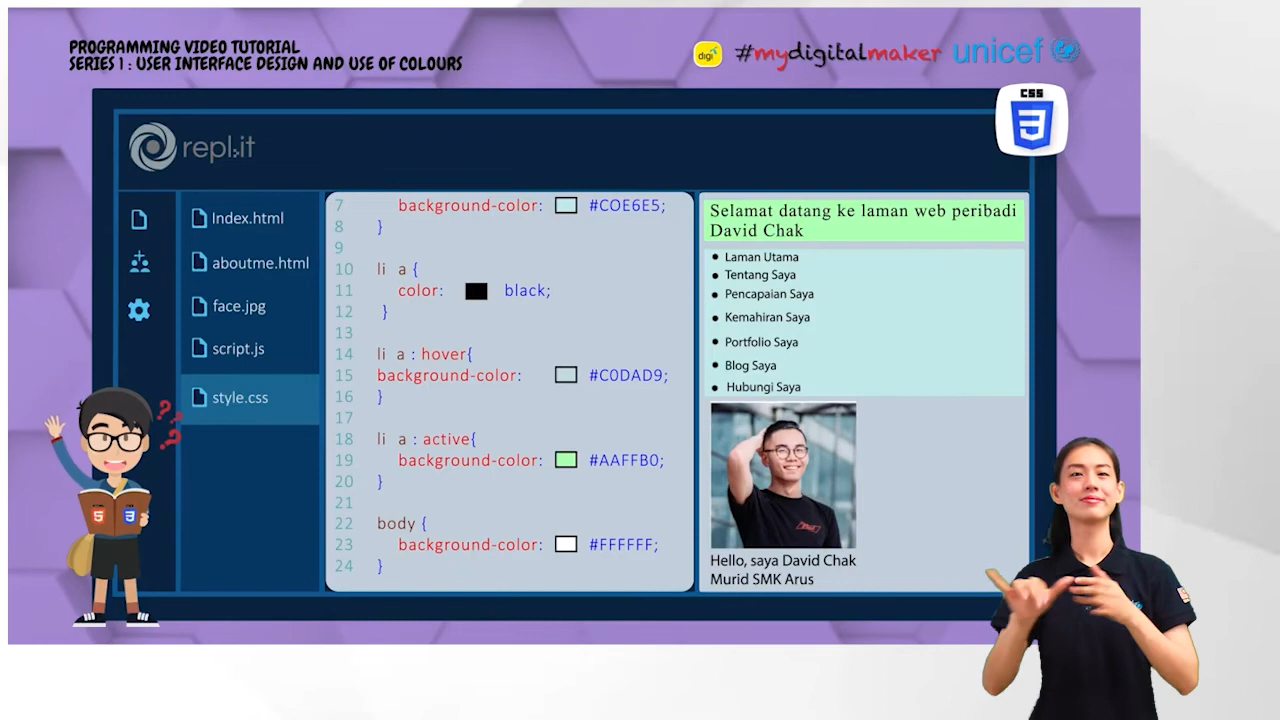 PROGRAMMING VIDEO TUTORIAL
SERIES 1 : USER INTERFACE DESIGN AND USE OF COLOURS
digi
#mydigitalmaker
unicef
CSS
3
repl.it
Index.html
aboutme.html
face.jpg
script.js
style.css
7 background-color: #COE6E5;
8 }
9
10 li a {
11 color: black;
12 }
13
14 li a : hover{
15 background-color: #C0DAD9;
16 }
17
18 li a : active{
19 background-color: #AAFFB0;
20 }
21
22 body {
23 background-color: #FFFFFF;
24 }
Selamat datang ke laman web peribadi
David Chak
Laman Utama
Tentang Saya
Pencapaian Saya
Kemahiran Saya
Portfolio Saya
Blog Saya
Hubungi Saya
Hello, saya David Chak
Murid SMK Arus
???
5 3